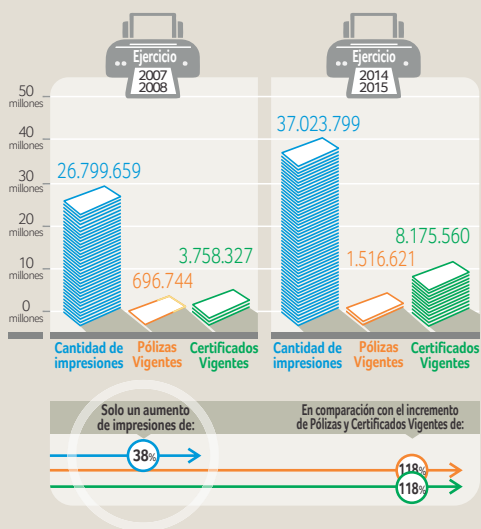 Ejercicio
2007
2008
Ejercicio
2014
2015
50
millones
40
millones
30
millones
20
millones
10
millones
0
millones
26.799.659
696.744
3.758.327
37.023.799
1.516.621
8.175.560
Cantidad de
impresiones
Pólizas
Vigentes
Certificados
Vigentes
Cantidad de
impresiones
Pólizas
Vigentes
Certificados
Vigentes
Solo un aumento
de impresiones de:
38%
En comparación con el incremento
de Pólizas y Certificados Vigentes de:
118%
118%